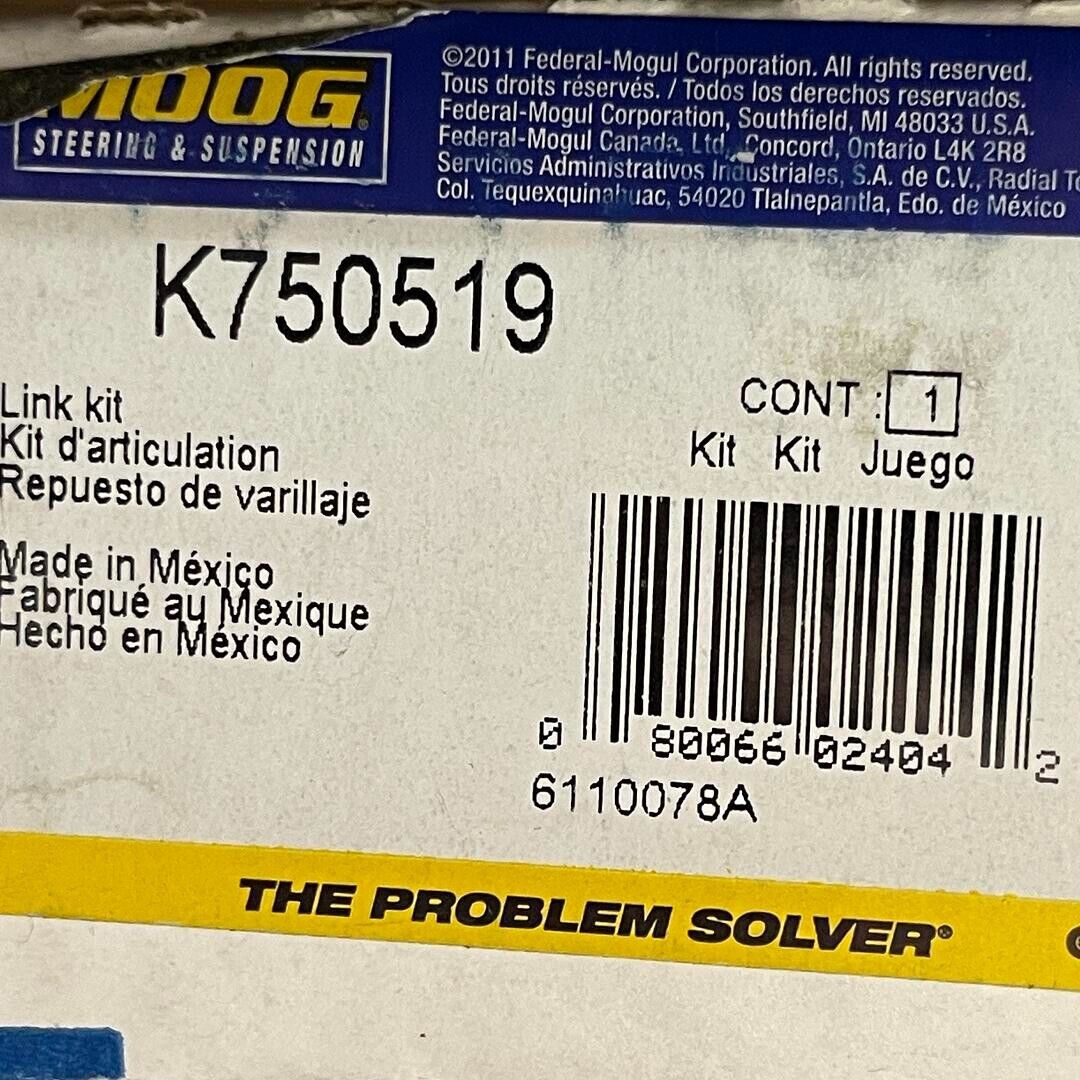 MOOG®
STEERING & SUSPENSION
©2011 Federal-Mogul Corporation. All rights reserved.
Tous droits réservés. / Todos los derechos reservados.
Federal-Mogul Corporation, Southfield, MI 48033 U.S.A.
Federal-Mogul Canada, Ltd, Concord, Ontario L4K 2R8
Servicios Administrativos Industriales, S.A. de C.V., Radial
Col. Tequexquinahuac, 54020 Tlalnepantla, Edo. de México
K750519
Link kit
Kit d'articulation
Repuesto de varillaje
Made in México
Fabriqué au Mexique
Hecho en México
CONT : 1
Kit Kit Juego
0 80066 02404 2
6110078A
THE PROBLEM SOLVER®